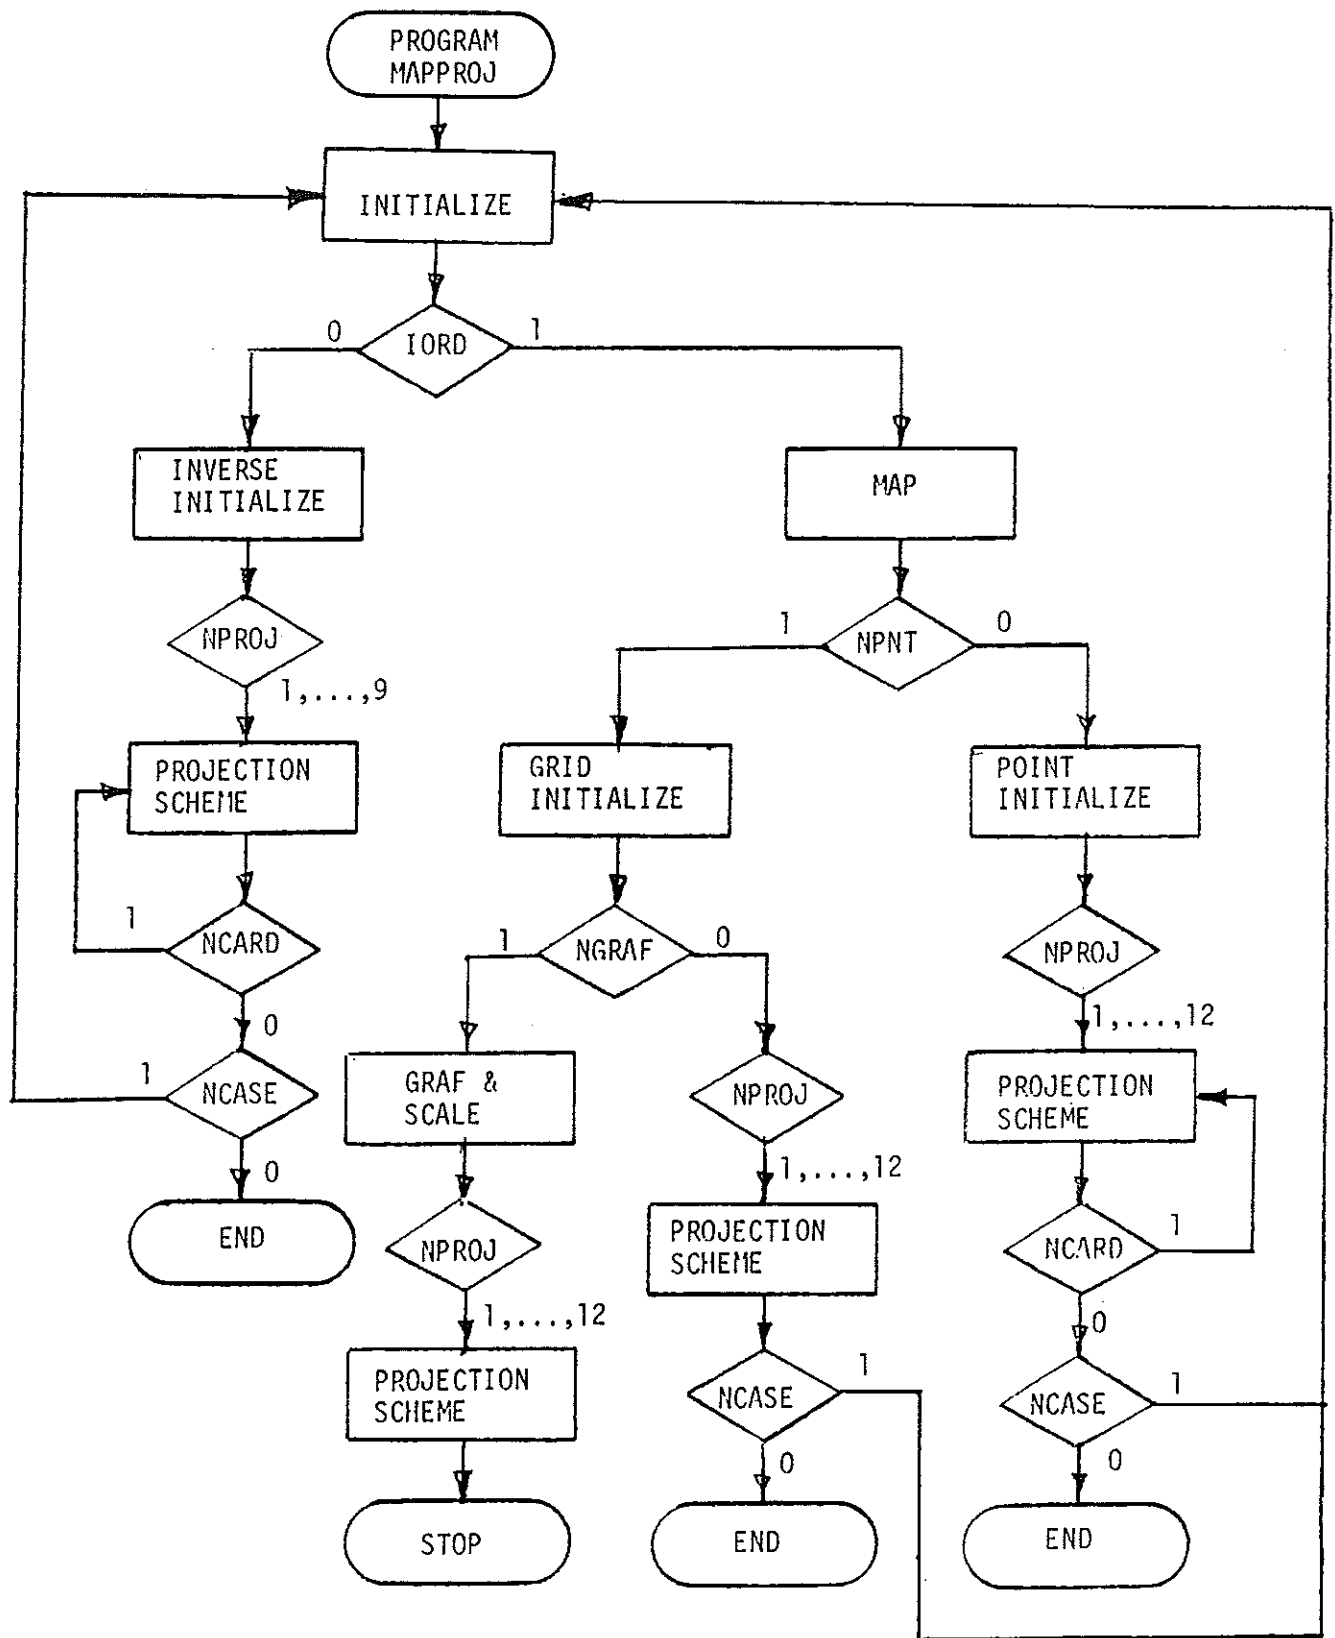 PROGRAM
MAPPROJ
INITIALIZE
0
IORD
1
INVERSE
INITIALIZE
MAP
NPROJ
1
NPNT
0
1,...,9
PROJECTION
SCHEME
GRID
INITIALIZE
POINT
INITIALIZE
1
NCARD
1
NGRAF
0
NPROJ
0
1,...,12
1
NCASE
GRAF &
SCALE
NPROJ
PROJECTION
SCHEME
0
1,...,12
END
NPROJ
PROJECTION
SCHEME
NCARD
1
1,...,12
0
PROJECTION
SCHEME
NCASE
1
NCASE
1
0
0
STOP
END
END